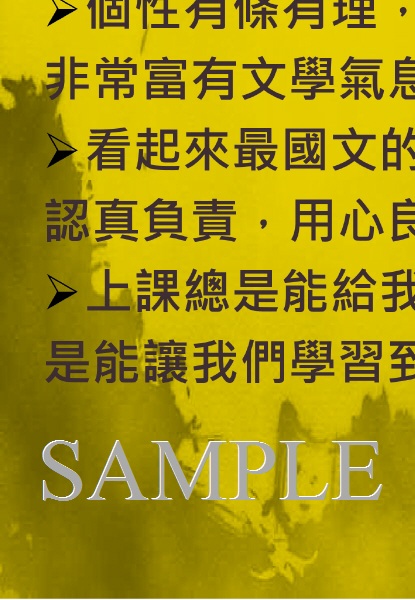 ➢個性有條有理，
非常富有文學氣息
➢看起來最國文的
認真負責，用心良
➢上課總是能給我
是能讓我們學習到
SAMPLE